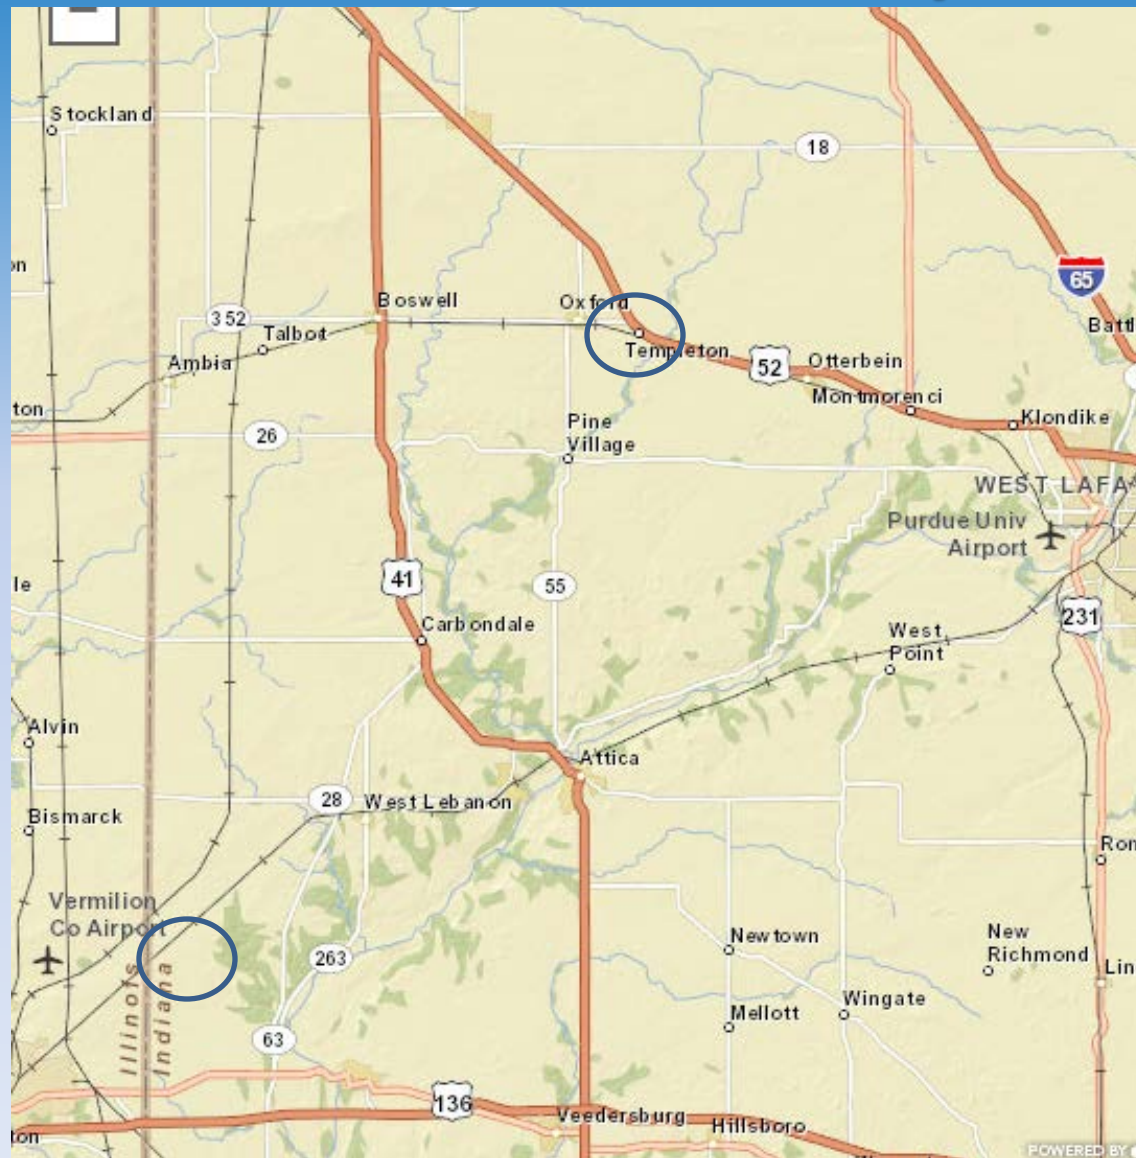 Stockland
18
65
Boswell
Oxford
352
Talbot
Templeton
52
Otterbein
Ambia
Montmorenci
Klondike
26
Pine
Village
WEST LAFA
Purdue Univ
Airport
41
55
Carbondale
231
West
Point
Alvin
Attica
28
West Lebanon
Bismarck
Vermilion
Co Airport
New
Richmond
Newtown
263
Illinois
Indiana
Wingate
Mellott
63
136
Veedersburg
Hillsboro
POWERED BY